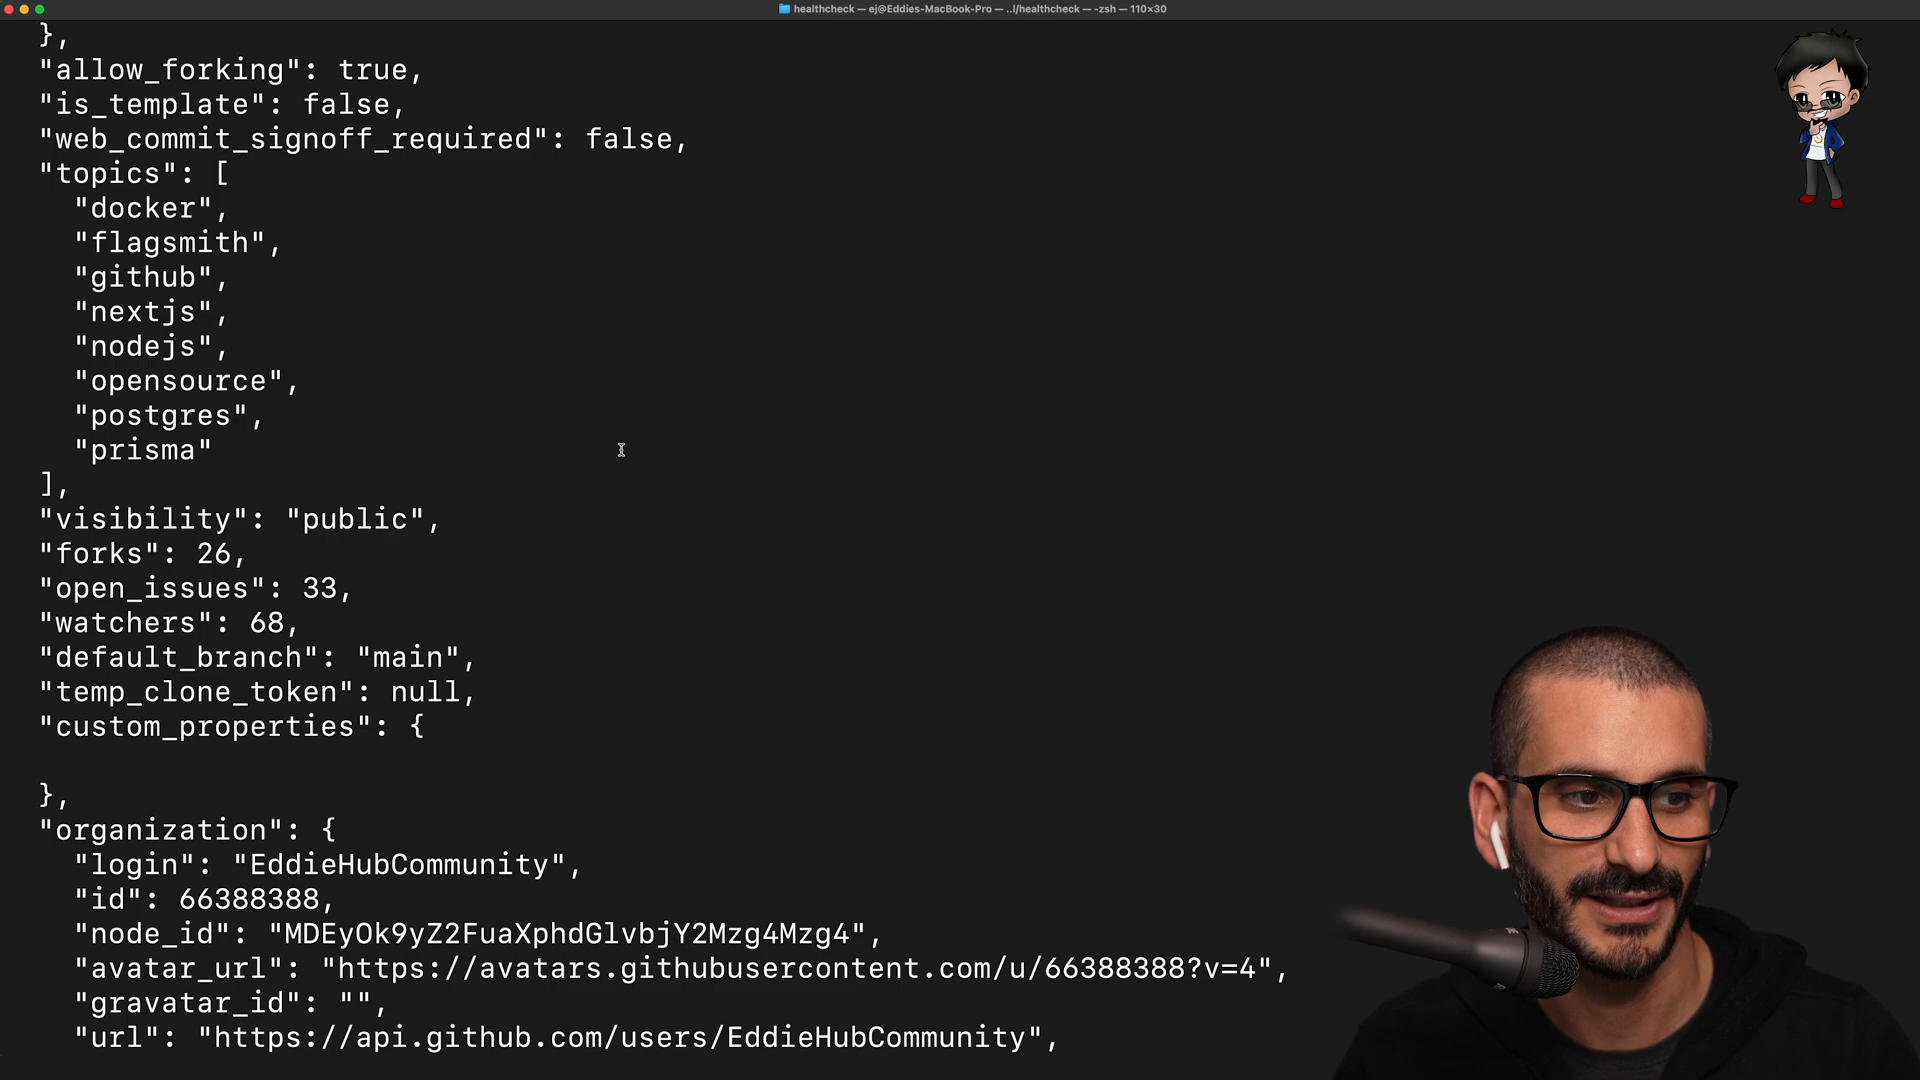 healthcheck — ej@Eddies-MacBook-Pro — ..l/healthcheck — -zsh — 110×30
},
"allow_forking": true,
"is_template": false,
"web_commit_signoff_required": false,
"topics": [
"docker",
"flagsmith",
"github",
"nextjs",
"nodejs",
"opensource",
"postgres",
"prisma"
],
"visibility": "public",
"forks": 26,
"open_issues": 33,
"watchers": 68,
"default_branch": "main",
"temp_clone_token": null,
"custom_properties": {
},
"organization": {
"login": "EddieHubCommunity",
"id": 66388388,
"node_id": "MDEyOk9yZ2FuaXphdGlvbjY2Mzg4Mzg4",
"avatar_url": "https://avatars.githubusercontent.com/u/66388388?v=4",
"gravatar_id": "",
"url": "https://api.github.com/users/EddieHubCommunity",